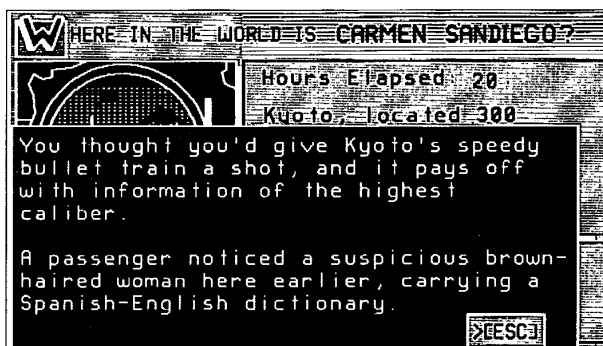 WHERE IN THE WORLD IS CARMEN SANDIEGO?
Hours Elapsed: 20
Kyoto, located 300
You thought you'd give Kyoto's speedy
bullet train a shot, and it pays off
with information of the highest
caliber.
A passenger noticed a suspicious brown-
haired woman here earlier, carrying a
Spanish-English dictionary.
>[ESC]